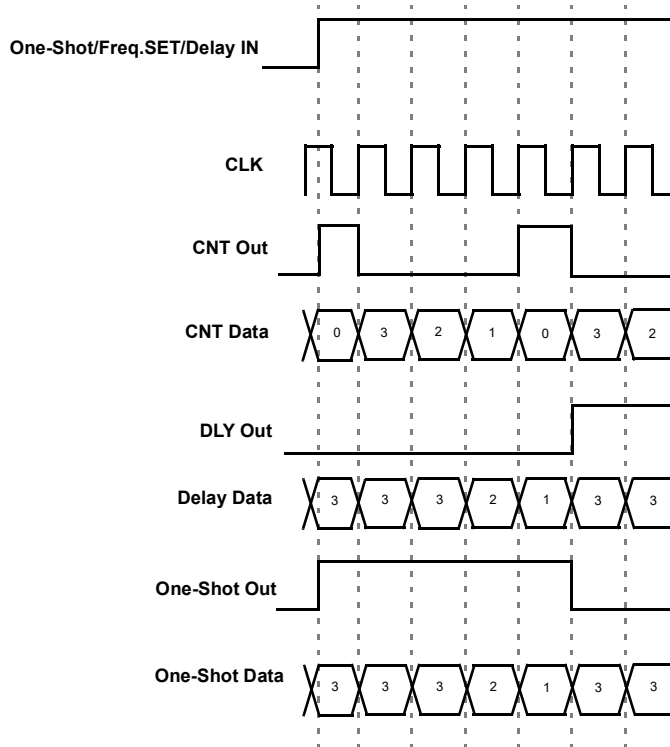 One-Shot/Freq.SET/Delay IN
CLK
CNT Out
CNT Data
0 3 2 1 0 3 2
DLY Out
Delay Data
3 3 3 2 1 3 3
One-Shot Out
One-Shot Data
3 3 3 2 1 3 3